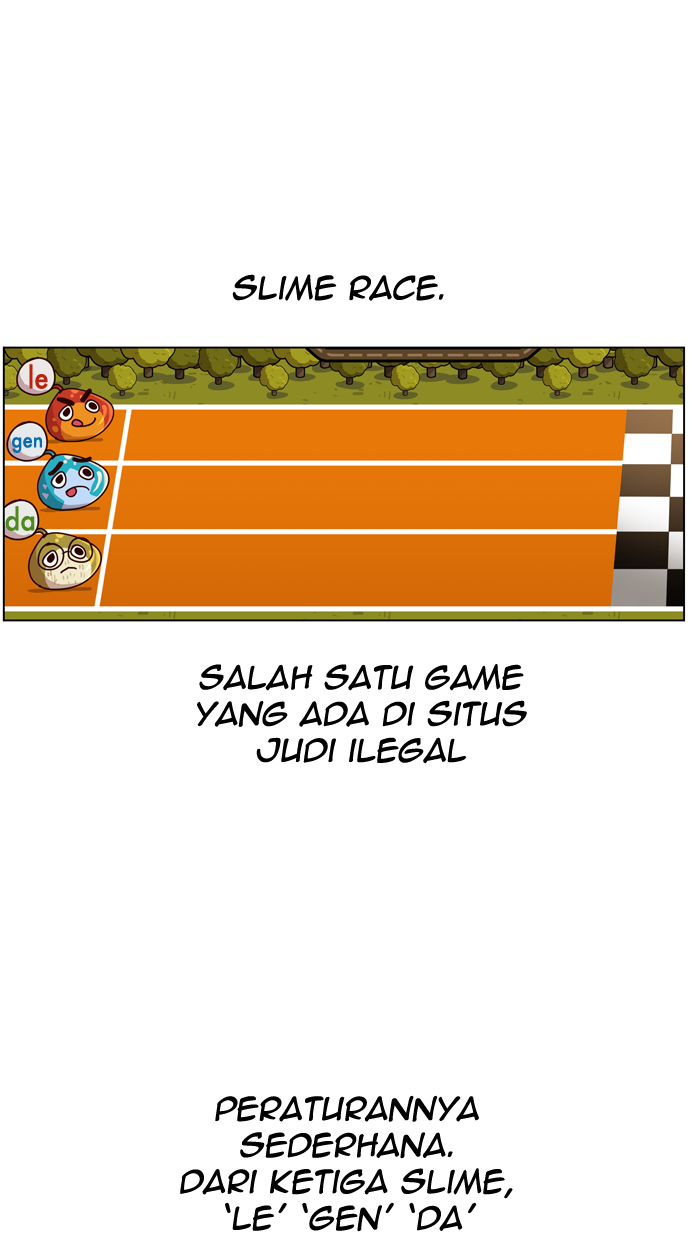 SLIME RACE.
le
gen
da
SALAH SATU GAME
YANG ADA DI SITUS
JUDI ILEGAL
PERATURANNYA
SEDERHANA.
DARI KETIGA SLIME,
‘LE’ ‘GEN’ ‘DA’